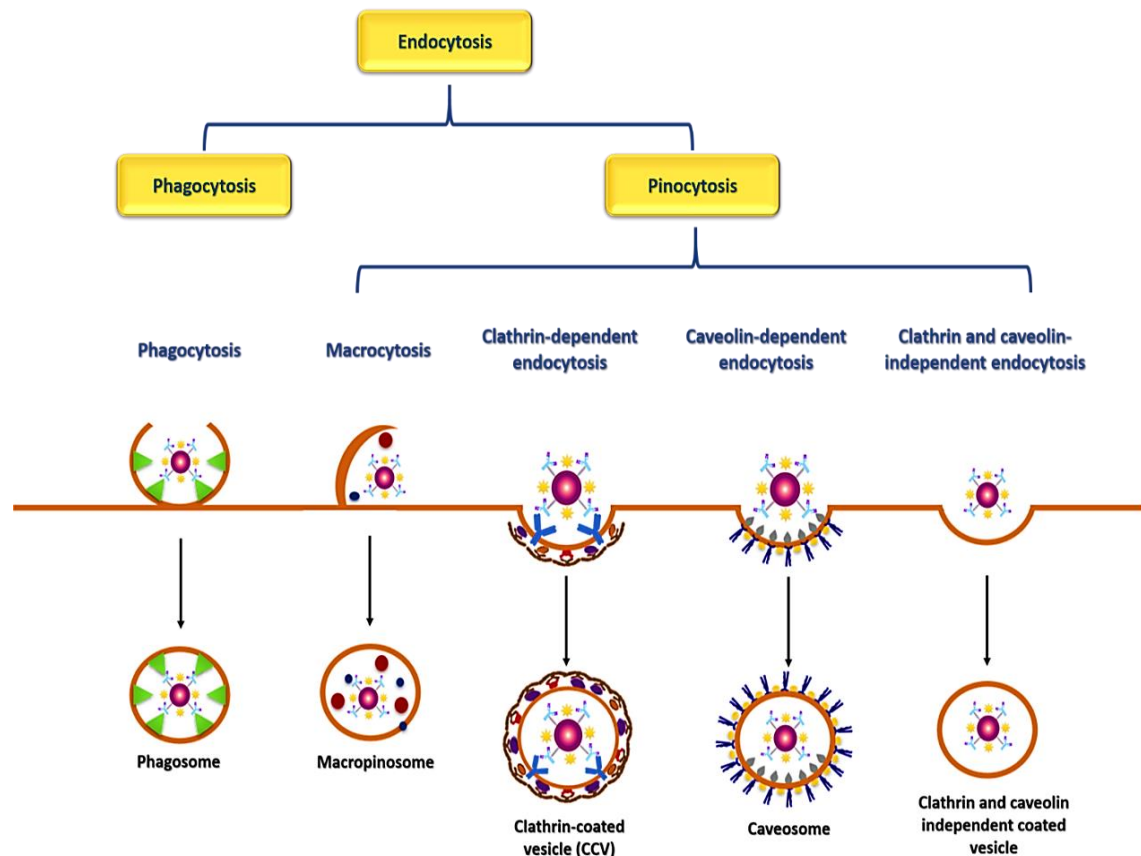 Endocytosis
Phagocytosis
Pinocytosis
Phagocytosis
Macrocytosis
Clathrin-dependent
endocytosis
Caveolin-dependent
endocytosis
Clathrin and caveolin-
independent endocytosis
Phagosome
Macropinosome
Clathrin-coated
vesicle (CCV)
Caveosome
Clathrin and caveolin
independent coated
vesicle